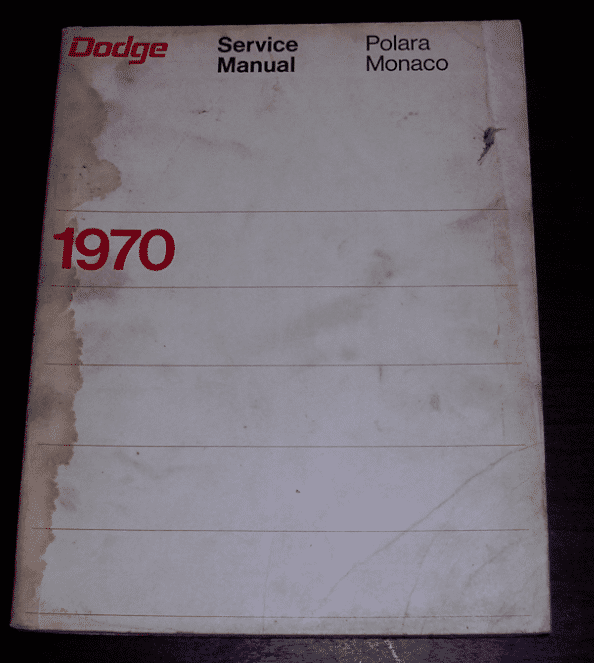 Dodge
Service
Manual
Polara
Monaco
1970